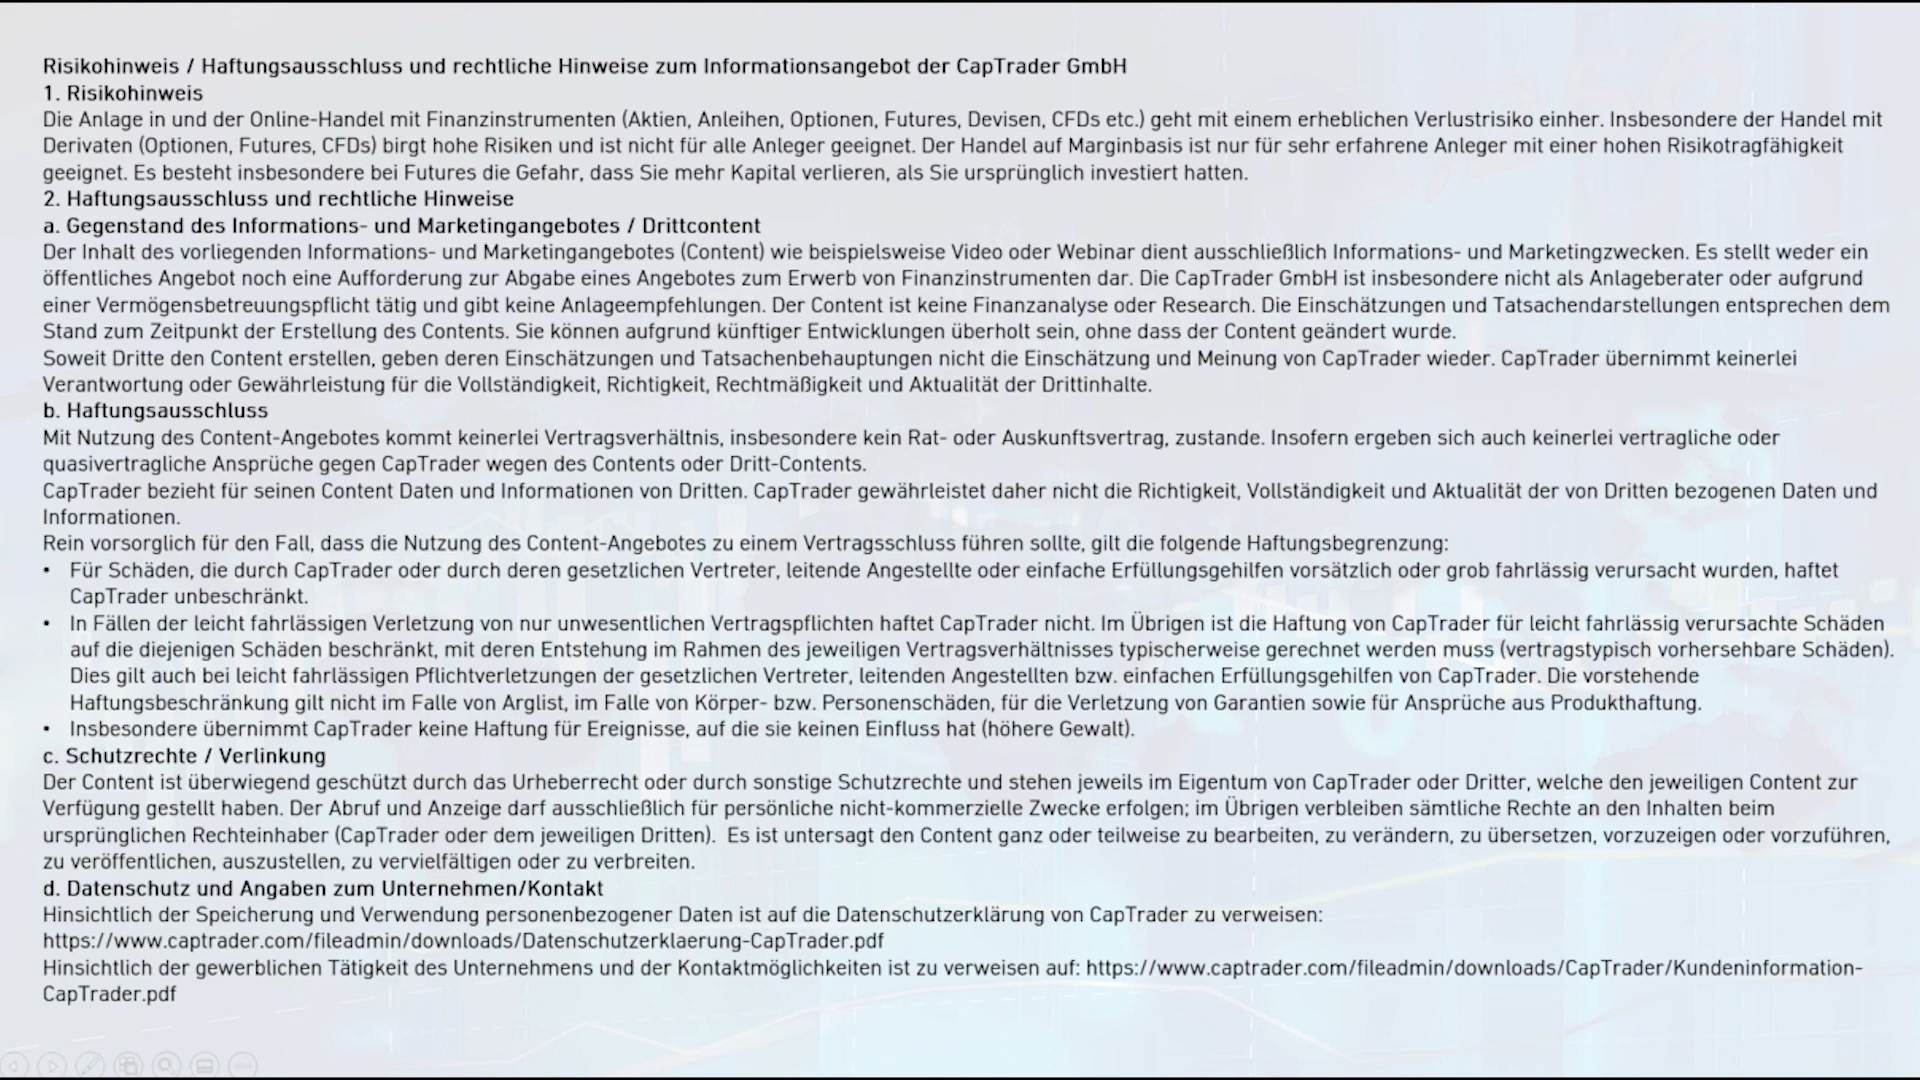 Risikohinweis / Haftungsausschluss und rechtliche Hinweise zum Informationsangebot der CapTrader GmbH
1. Risikohinweis
Die Anlage in und der Online-Handel mit Finanzinstrumenten (Aktien, Anleihen, Optionen, Futures, Devisen, CFDs etc.) geht mit einem erheblichen Verlustrisiko einher. Insbesondere der Handel mit
Derivaten (Optionen, Futures, CFDs) birgt hohe Risiken und ist nicht für alle Anleger geeignet. Der Handel auf Marginbasis ist nur für sehr erfahrene Anleger mit einer hohen Risikotragfähigkeit
geeignet. Es besteht insbesondere bei Futures die Gefahr, dass Sie mehr Kapital verlieren, als Sie ursprünglich investiert hatten.
2. Haftungsausschluss und rechtliche Hinweise
a. Gegenstand des Informations- und Marketingangebotes / Drittcontent
Der Inhalt des vorliegenden Informations- und Marketingangebotes (Content) wie beispielsweise Video oder Webinar dient ausschließlich Informations- und Marketingzwecken. Es stellt weder ein
öffentliches Angebot noch eine Aufforderung zur Abgabe eines Angebotes zum Erwerb von Finanzinstrumenten dar. Die CapTrader GmbH ist insbesondere nicht als Anlageberater oder aufgrund
einer Vermögensbetreuungspflicht tätig und gibt keine Anlageempfehlungen. Der Content ist keine Finanzanalyse oder Research. Die Einschätzungen und Tatsachendarstellungen entsprechen dem
Stand zum Zeitpunkt der Erstellung des Contents. Sie können aufgrund künftiger Entwicklungen überholt sein, ohne dass der Content geändert wurde.
Soweit Dritte den Content erstellen, geben deren Einschätzungen und Tatsachenbehauptungen nicht die Einschätzung und Meinung von CapTrader wieder. CapTrader übernimmt keinerlei
Verantwortung oder Gewährleistung für die Vollständigkeit, Richtigkeit, Rechtmäßigkeit und Aktualität der Drittinhalte.
b. Haftungsausschluss
Mit Nutzung des Content-Angebotes kommt keinerlei Vertragsverhältnis, insbesondere kein Rat- oder Auskunftsvertrag, zustande. Insofern ergeben sich auch keinerlei vertragliche oder
quasivertragliche Ansprüche gegen CapTrader wegen des Contents oder Dritt-Contents.
CapTrader bezieht für seinen Content Daten und Informationen von Dritten. CapTrader gewährleistet daher nicht die Richtigkeit, Vollständigkeit und Aktualität der von Dritten bezogenen Daten und
Informationen.
Rein vorsorglich für den Fall, dass die Nutzung des Content-Angebotes zu einem Vertragsschluss führen sollte, gilt die folgende Haftungsbegrenzung:
• Für Schäden, die durch CapTrader oder durch deren gesetzlichen Vertreter, leitende Angestellte oder einfache Erfüllungsgehilfen vorsätzlich oder grob fahrlässig verursacht wurden, haftet
CapTrader unbeschränkt.
• In Fällen der leicht fahrlässigen Verletzung von nur unwesentlichen Vertragspflichten haftet CapTrader nicht. Im Übrigen ist die Haftung von CapTrader für leicht fahrlässig verursachte Schäden
auf die diejenigen Schäden beschränkt, mit deren Entstehung im Rahmen des jeweiligen Vertragsverhältnisses typischerweise gerechnet werden muss (vertragstypisch vorhersehbare Schäden).
Dies gilt auch bei leicht fahrlässigen Pflichtverletzungen der gesetzlichen Vertreter, leitenden Angestellten bzw. einfachen Erfüllungsgehilfen von CapTrader. Die vorstehende
Haftungsbeschränkung gilt nicht im Falle von Arglist, im Falle von Körper- bzw. Personenschäden, für die Verletzung von Garantien sowie für Ansprüche aus Produkthaftung.
• Insbesondere übernimmt CapTrader keine Haftung für Ereignisse, auf die sie keinen Einfluss hat (höhere Gewalt).
c. Schutzrechte / Verlinkung
Der Content ist überwiegend geschützt durch das Urheberrecht oder durch sonstige Schutzrechte und stehen jeweils im Eigentum von CapTrader oder Dritter, welche den jeweiligen Content zur
Verfügung gestellt haben. Der Abruf und Anzeige darf ausschließlich für persönliche nicht-kommerzielle Zwecke erfolgen; im Übrigen verbleiben sämtliche Rechte an den Inhalten beim
ursprünglichen Rechteinhaber (CapTrader oder dem jeweiligen Dritten).  Es ist untersagt den Content ganz oder teilweise zu bearbeiten, zu verändern, zu übersetzen, vorzuzeigen oder vorzuführen,
zu veröffentlichen, auszustellen, zu vervielfältigen oder zu verbreiten.
d. Datenschutz und Angaben zum Unternehmen/Kontakt
Hinsichtlich der Speicherung und Verwendung personenbezogener Daten ist auf die Datenschutzerklärung von CapTrader zu verweisen:
https://www.captrader.com/fileadmin/downloads/Datenschutzerklaerung-CapTrader.pdf
Hinsichtlich der gewerblichen Tätigkeit des Unternehmens und der Kontaktmöglichkeiten ist zu verweisen auf: https://www.captrader.com/fileadmin/downloads/CapTrader/Kundeninformation-
CapTrader.pdf